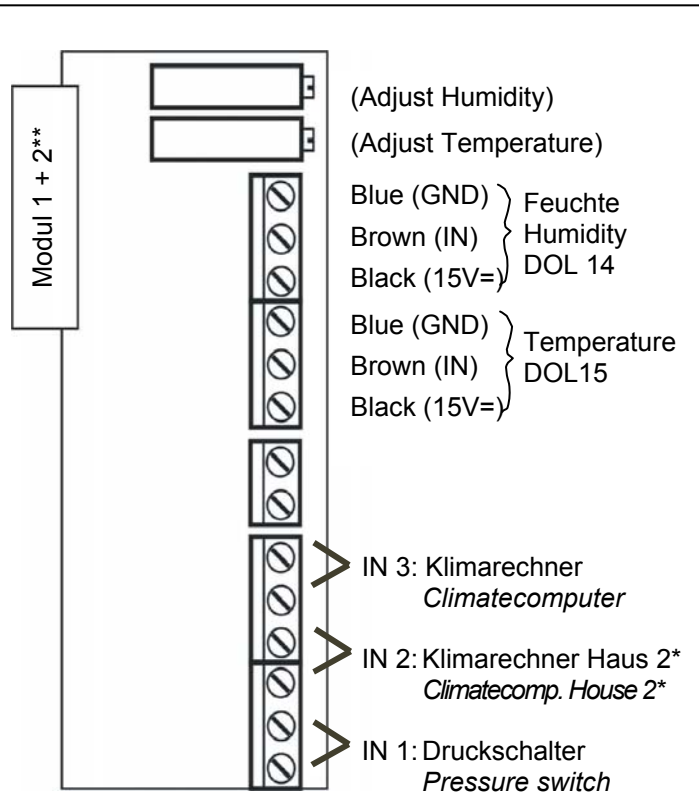 Modul 1 + 2**
(Adjust Humidity)
(Adjust Temperature)
Blue (GND)
Brown (IN)
Black (15V=)
Feuchte
Humidity
DOL 14
Blue (GND)
Brown (IN)
Black (15V=)
Temperature
DOL15
IN 3: Klimarechner
Climatecomputer
IN 2: Klimarechner Haus 2*
Climatecomp. House 2*
IN 1: Druckschalter
Pressure switch